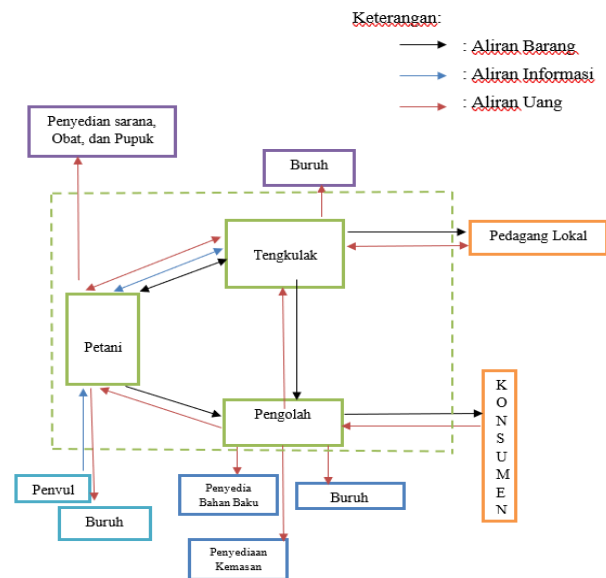 Keterangan:
: Aliran Barang
: Aliran Informasi
: Aliran Uang
Penyedian sarana,
Obat, dan Pupuk
Buruh
Tengkulak
Pedagang Lokal
Petani
Pengolah
K
O
N
S
U
M
E
N
Penyul
Buruh
Penyedia
Bahan Baku
Buruh
Penyediaan
Kemasan